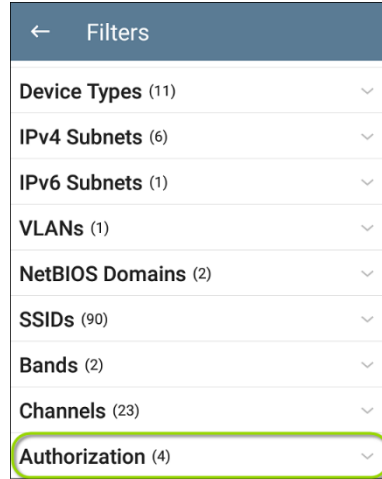 ← Filters
Device Types (11)
IPv4 Subnets (6)
IPv6 Subnets (1)
VLANs (1)
NetBIOS Domains (2)
SSIDs (90)
Bands (2)
Channels (23)
Authorization (4)